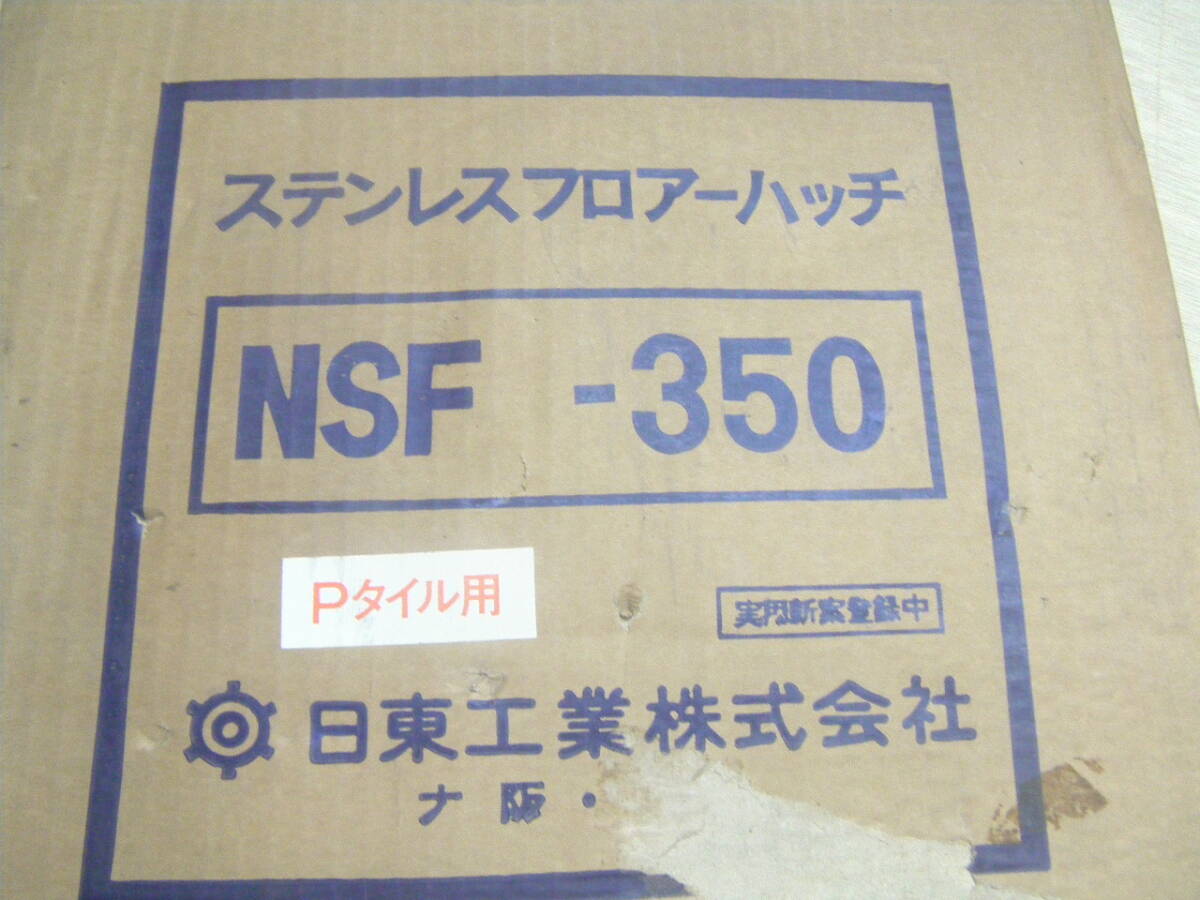 ステンレスフロアーハッチ
NSF -350
Pタイル用
実用新案登録中
日東工業株式会社
大阪・